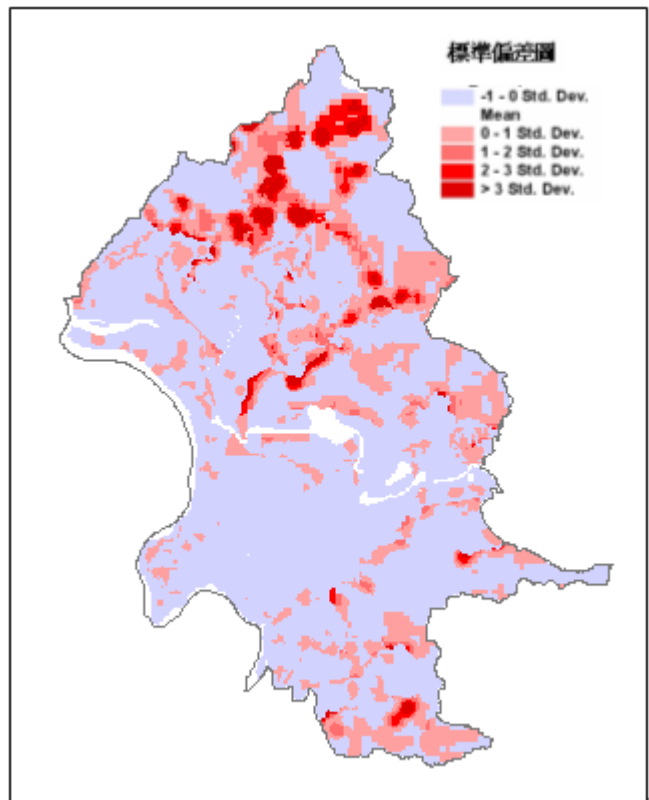 標準偏差圖
-1 - 0 Std. Dev.
Mean
0 - 1 Std. Dev.
1 - 2 Std. Dev.
2 - 3 Std. Dev.
> 3 Std. Dev.